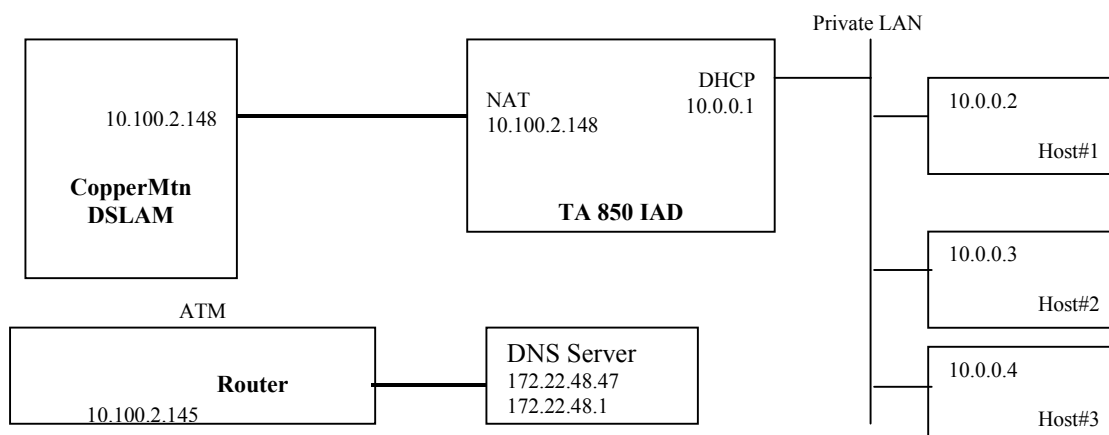 Private LAN
10.100.2.148
CopperMtn
DSLAM
NAT
10.100.2.148
DHCP
10.0.0.1
TA 850 IAD
10.0.0.2
Host#1
10.0.0.3
Host#2
10.0.0.4
Host#3
ATM
Router
10.100.2.145
DNS Server
172.22.48.47
172.22.48.1